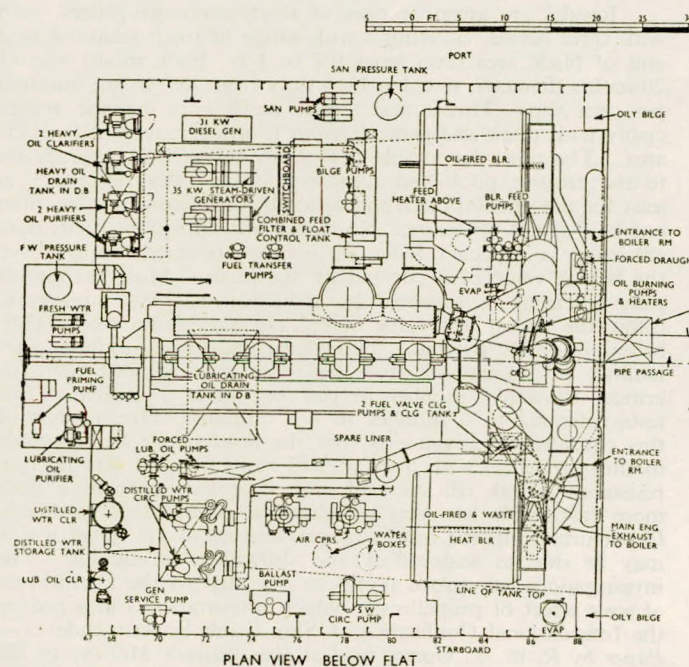 0 FT. 5 10 15 20 25
PORT
SAN PRESSURE TANK
SAN PUMPS
OILY BILGE
2 HEAVY
OIL CLARIFIERS
31 KW
DIESEL GEN
SWITCHBOARD
OIL-FIRED BLR.
HEAVY OIL
DRAIN
TANK IN D B
35 KW STEAM-DRIVEN
GENERATORS
BILGE PUMPS
FEED
HEATER ABOVE
BLR FEED
PUMPS
2 HEAVY
OIL PURIFIERS
COMBINED FEED
FILTER & FLOAT
CONTROL TANK
ENTRANCE TO
BOILER RM
F W PRESSURE
TANK
FUEL TRANSFER
PUMPS
FORCED DRAUGH
EVAP
OIL BURNING
PUMPS
& HEATERS
FRESH WTR
PUMPS
PIPE PASSAGE
FUEL
PRIMING
PUMP
LUBRICATING
OIL DRAIN
TANK IN D B
2 FUEL VALVE CLG
PUMPS & CLG TANK
LUBRICATING
OIL
PURIFIER
FORCED
LUB OIL PUMPS
SPARE LINER
ENTRANCE
TO BOILER
RM
DISTILLED WTR
CIRC PUMPS
DISTILLED
WTR CLR
OIL-FIRED & WASTE
HEAT BLR
AIR CPRS
WATER
BOXES
MAIN ENG
EXHAUST
TO BOILER
DISTILLED WTR
STORAGE TANK
LUB OIL CLR
BALLAST
PUMP
LINE OF TANK TOP
GEN
SERVICE PUMP
S W
CIRC PUMP
EVAP
OILY BILGE
67 68 70 72 74 76 78 80 82 84 86 88
STARBOARD
PLAN VIEW BELOW FLAT